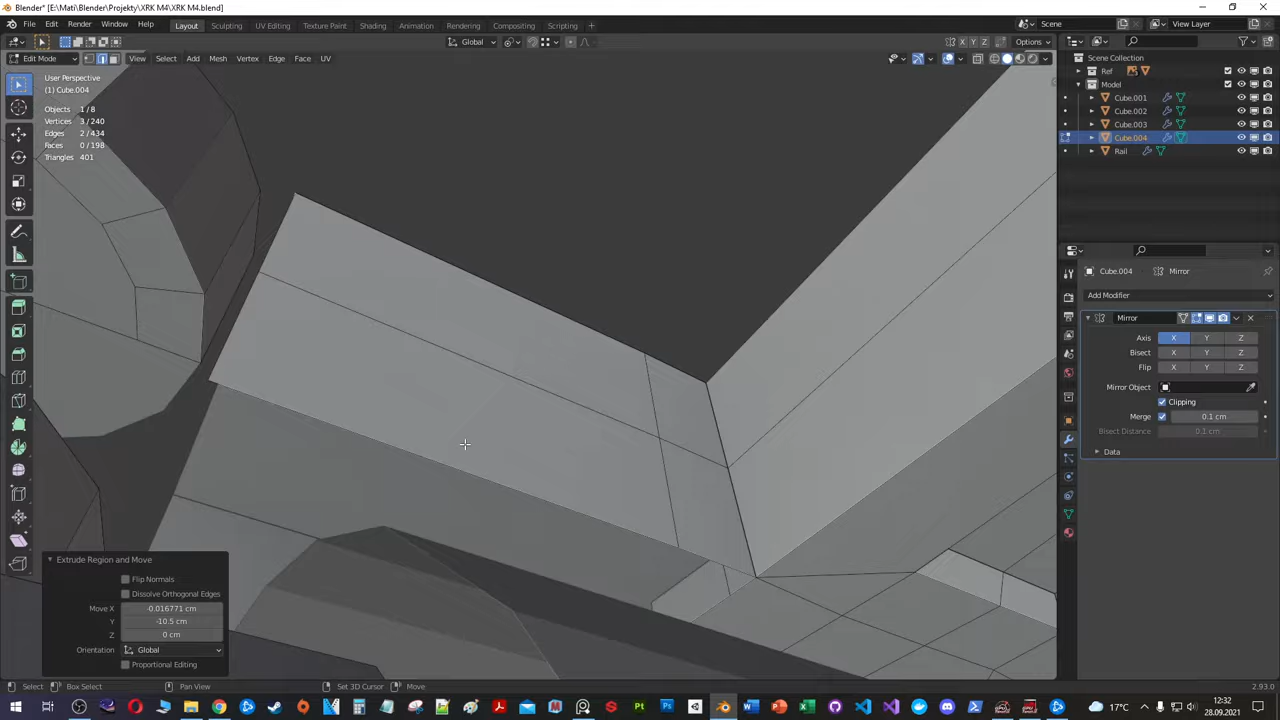 Blender* [E:\Mati\Blender\Projekty\XRK M4\XRK M4.blend]
File Edit Render Window Help Layout Sculpting UV Editing Texture Paint Shading Animation Rendering Compositing Scripting + Scene View Layer
Global X Y Z Options
Edit Mode View Select Add Mesh Vertex Edge Face UV
User Perspective
(1) Cube.004
Objects 1/8
Vertices 3 / 240
Edges 2 / 434
Faces 0 / 198
Triangles 401
Extrude Region and Move
Flip Normals
Dissolve Orthogonal Edges
Move X -0.016771 cm
Y -10.5 cm
Z 0 cm
Orientation Global
Proportional Editing
Scene Collection
Ref
Model
Cube.001
Cube.002
Cube.003
Cube.004
Rail
Cube.004 Mirror
Add Modifier
Mirror
Axis X Y Z
Bisect X Y Z
Flip X Y Z
Mirror Object
Clipping
Merge 0.1 cm
Bisect Distance 0.1 cm
Data
Select Box Select Pan View Set 3D Cursor Move 2.93.0
17°C 12:32
28.09.2021